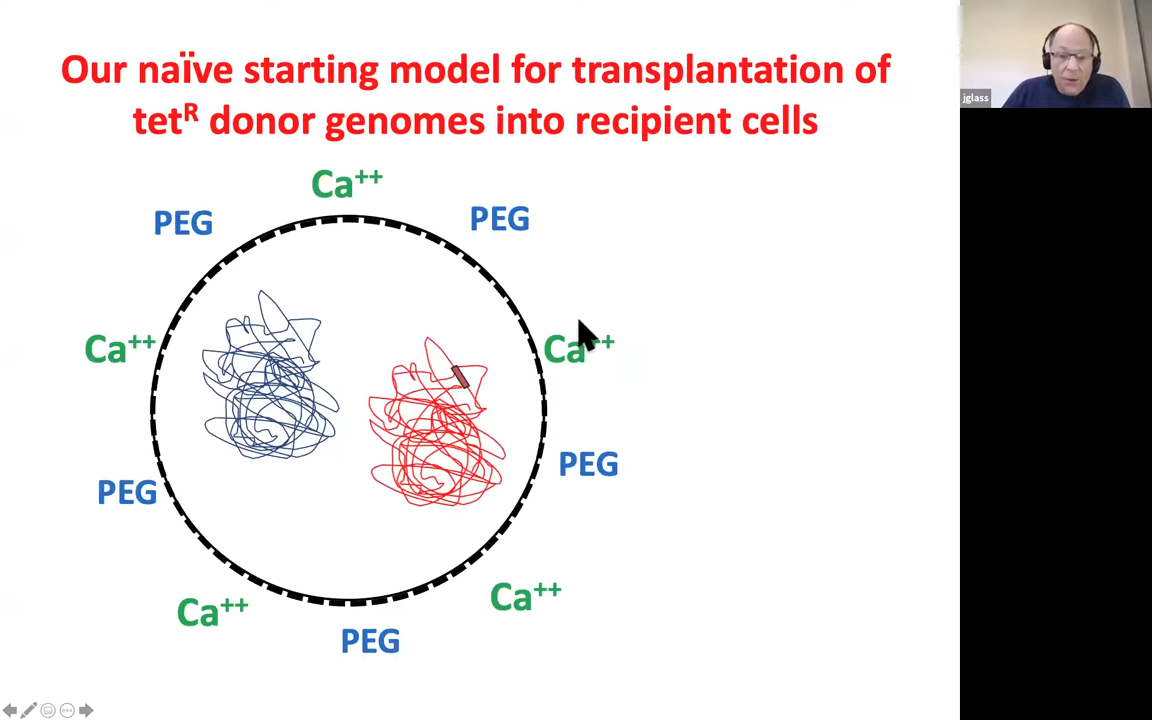 Our naïve starting model for transplantation of
tetᴿ donor genomes into recipient cells
jglass
Ca⁺⁺
PEG
PEG
Ca⁺⁺
Ca⁺⁺
PEG
PEG
Ca⁺⁺
Ca⁺⁺
PEG